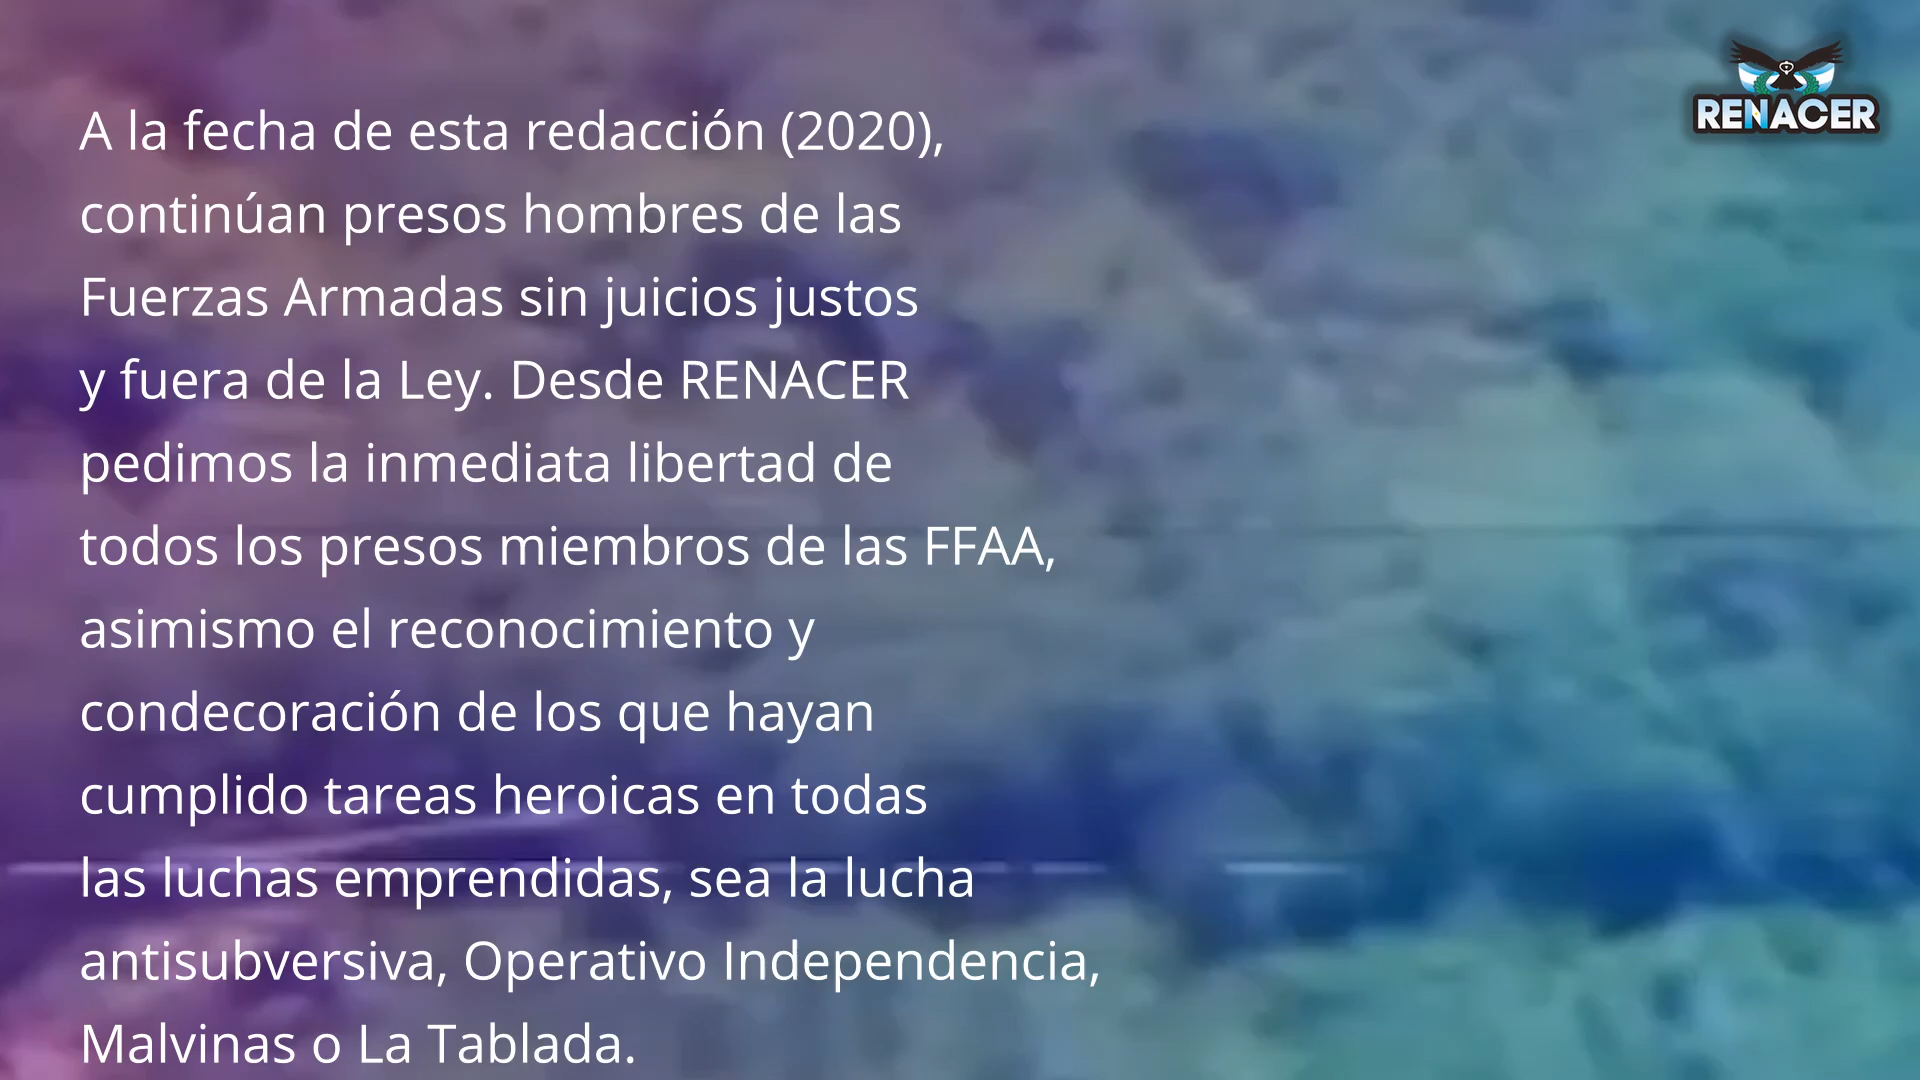 RENACER
A la fecha de esta redacción (2020),
continúan presos hombres de las
Fuerzas Armadas sin juicios justos
y fuera de la Ley. Desde RENACER
pedimos la inmediata libertad de
todos los presos miembros de las FFAA,
asimismo el reconocimiento y
condecoración de los que hayan
cumplido tareas heroicas en todas
las luchas emprendidas, sea la lucha
antisubversiva, Operativo Independencia,
Malvinas o La Tablada.